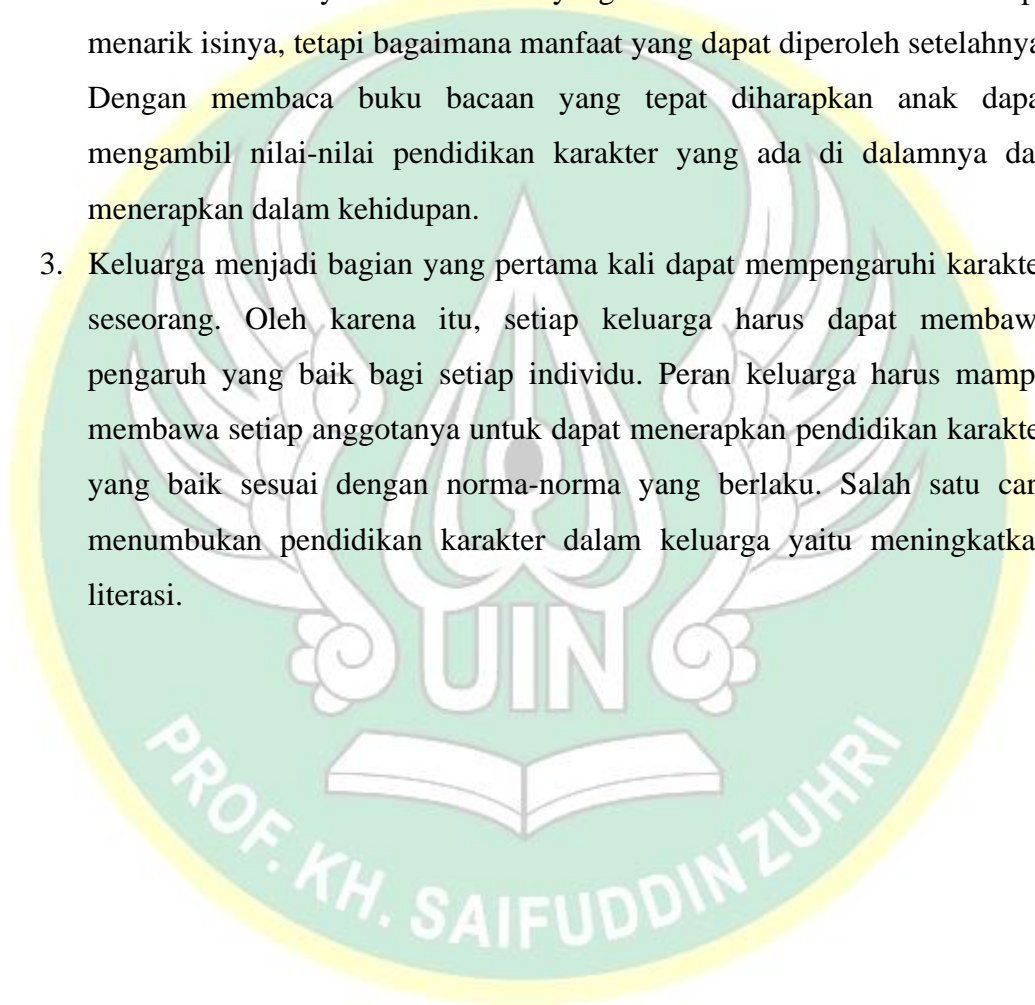 menarik isinya, tetapi bagaimana manfaat yang dapat diperoleh setelahnya
Dengan membaca buku bacaan yang tepat diharapkan anak dapa
mengambil nilai-nilai pendidikan karakter yang ada di dalamnya da
menerapkan dalam kehidupan.
3. Keluarga menjadi bagian yang pertama kali dapat mempengaruhi karakte
seseorang. Oleh karena itu, setiap keluarga harus dapat membaw
pengaruh yang baik bagi setiap individu. Peran keluarga harus mamp
membawa setiap anggotanya untuk dapat menerapkan pendidikan karakte
yang baik sesuai dengan norma-norma yang berlaku. Salah satu car
menumbukan pendidikan karakter dalam keluarga yaitu meningkatka
literasi.
UIN
PROF. KH. SAIFUDDIN ZUHRI